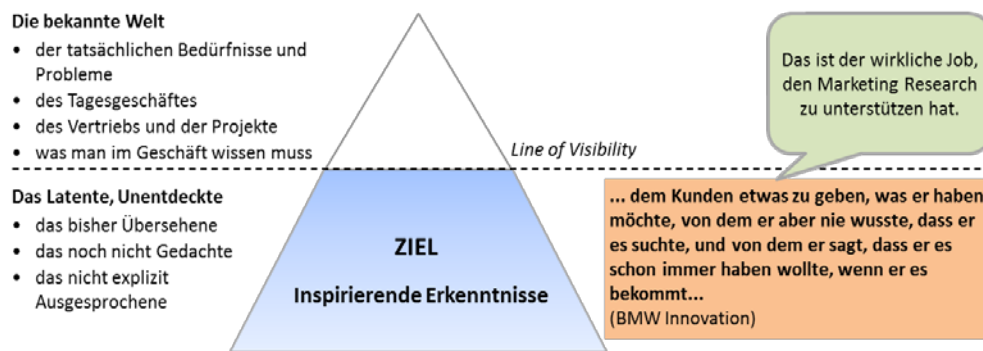 Die bekannte Welt
• der tatsächlichen Bedürfnisse und
Probleme
• des Tagesgeschäftes
• des Vertriebs und der Projekte
• was man im Geschäft wissen muss
Line of Visibility
Das ist der wirkliche Job,
den Marketing Research
zu unterstützen hat.
Das Latente, Unentdeckte
• das bisher Übersehene
• das noch nicht Gedachte
• das nicht explizit
Ausgesprochene
ZIEL
Inspirierende Erkenntnisse
... dem Kunden etwas zu geben, was er haben
möchte, von dem er aber nie wusste, dass er
es suchte, und von dem er sagt, dass er es
schon immer haben wollte, wenn er es
bekommt...
(BMW Innovation)